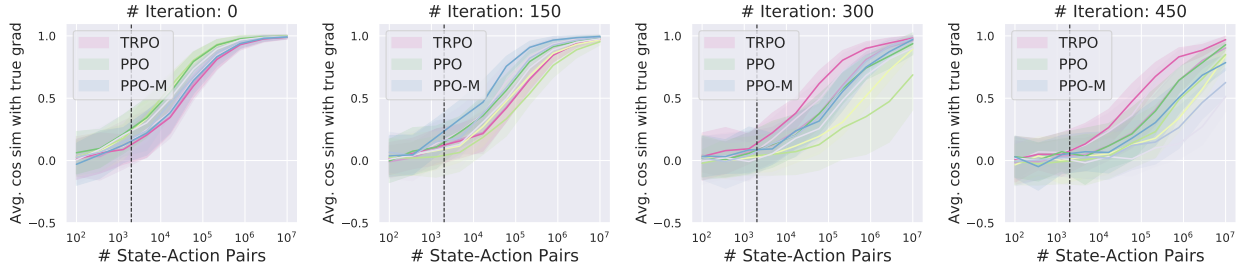 # Iteration: 0
Avg. cos sim with true grad
1.0
0.5
0.0
−0.5
TRPO
PPO
PPO-M
10² 10³ 10⁴ 10⁵ 10⁶ 10⁷
# State-Action Pairs
# Iteration: 150
Avg. cos sim with true grad
1.0
0.5
0.0
−0.5
TRPO
PPO
PPO-M
10² 10³ 10⁴ 10⁵ 10⁶ 10⁷
# State-Action Pairs
# Iteration: 300
Avg. cos sim with true grad
1.0
0.5
0.0
−0.5
TRPO
PPO
PPO-M
10² 10³ 10⁴ 10⁵ 10⁶ 10⁷
# State-Action Pairs
# Iteration: 450
Avg. cos sim with true grad
1.0
0.5
0.0
−0.5
TRPO
PPO
PPO-M
10² 10³ 10⁴ 10⁵ 10⁶ 10⁷
# State-Action Pairs